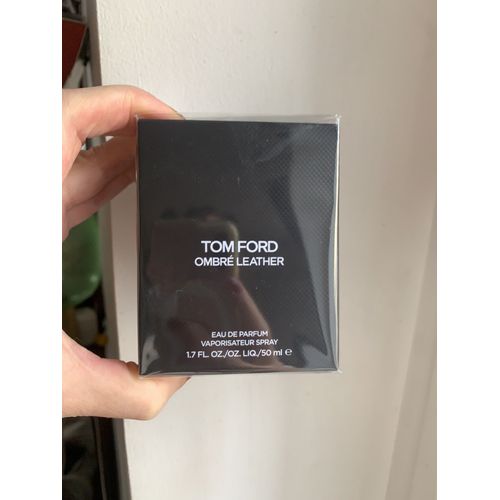 TOM FORD
OMBRÉ LEATHER
EAU DE PARFUM
VAPORISATEUR SPRAY
1.7 FL. OZ./OZ. LIQ./50 ml ℮